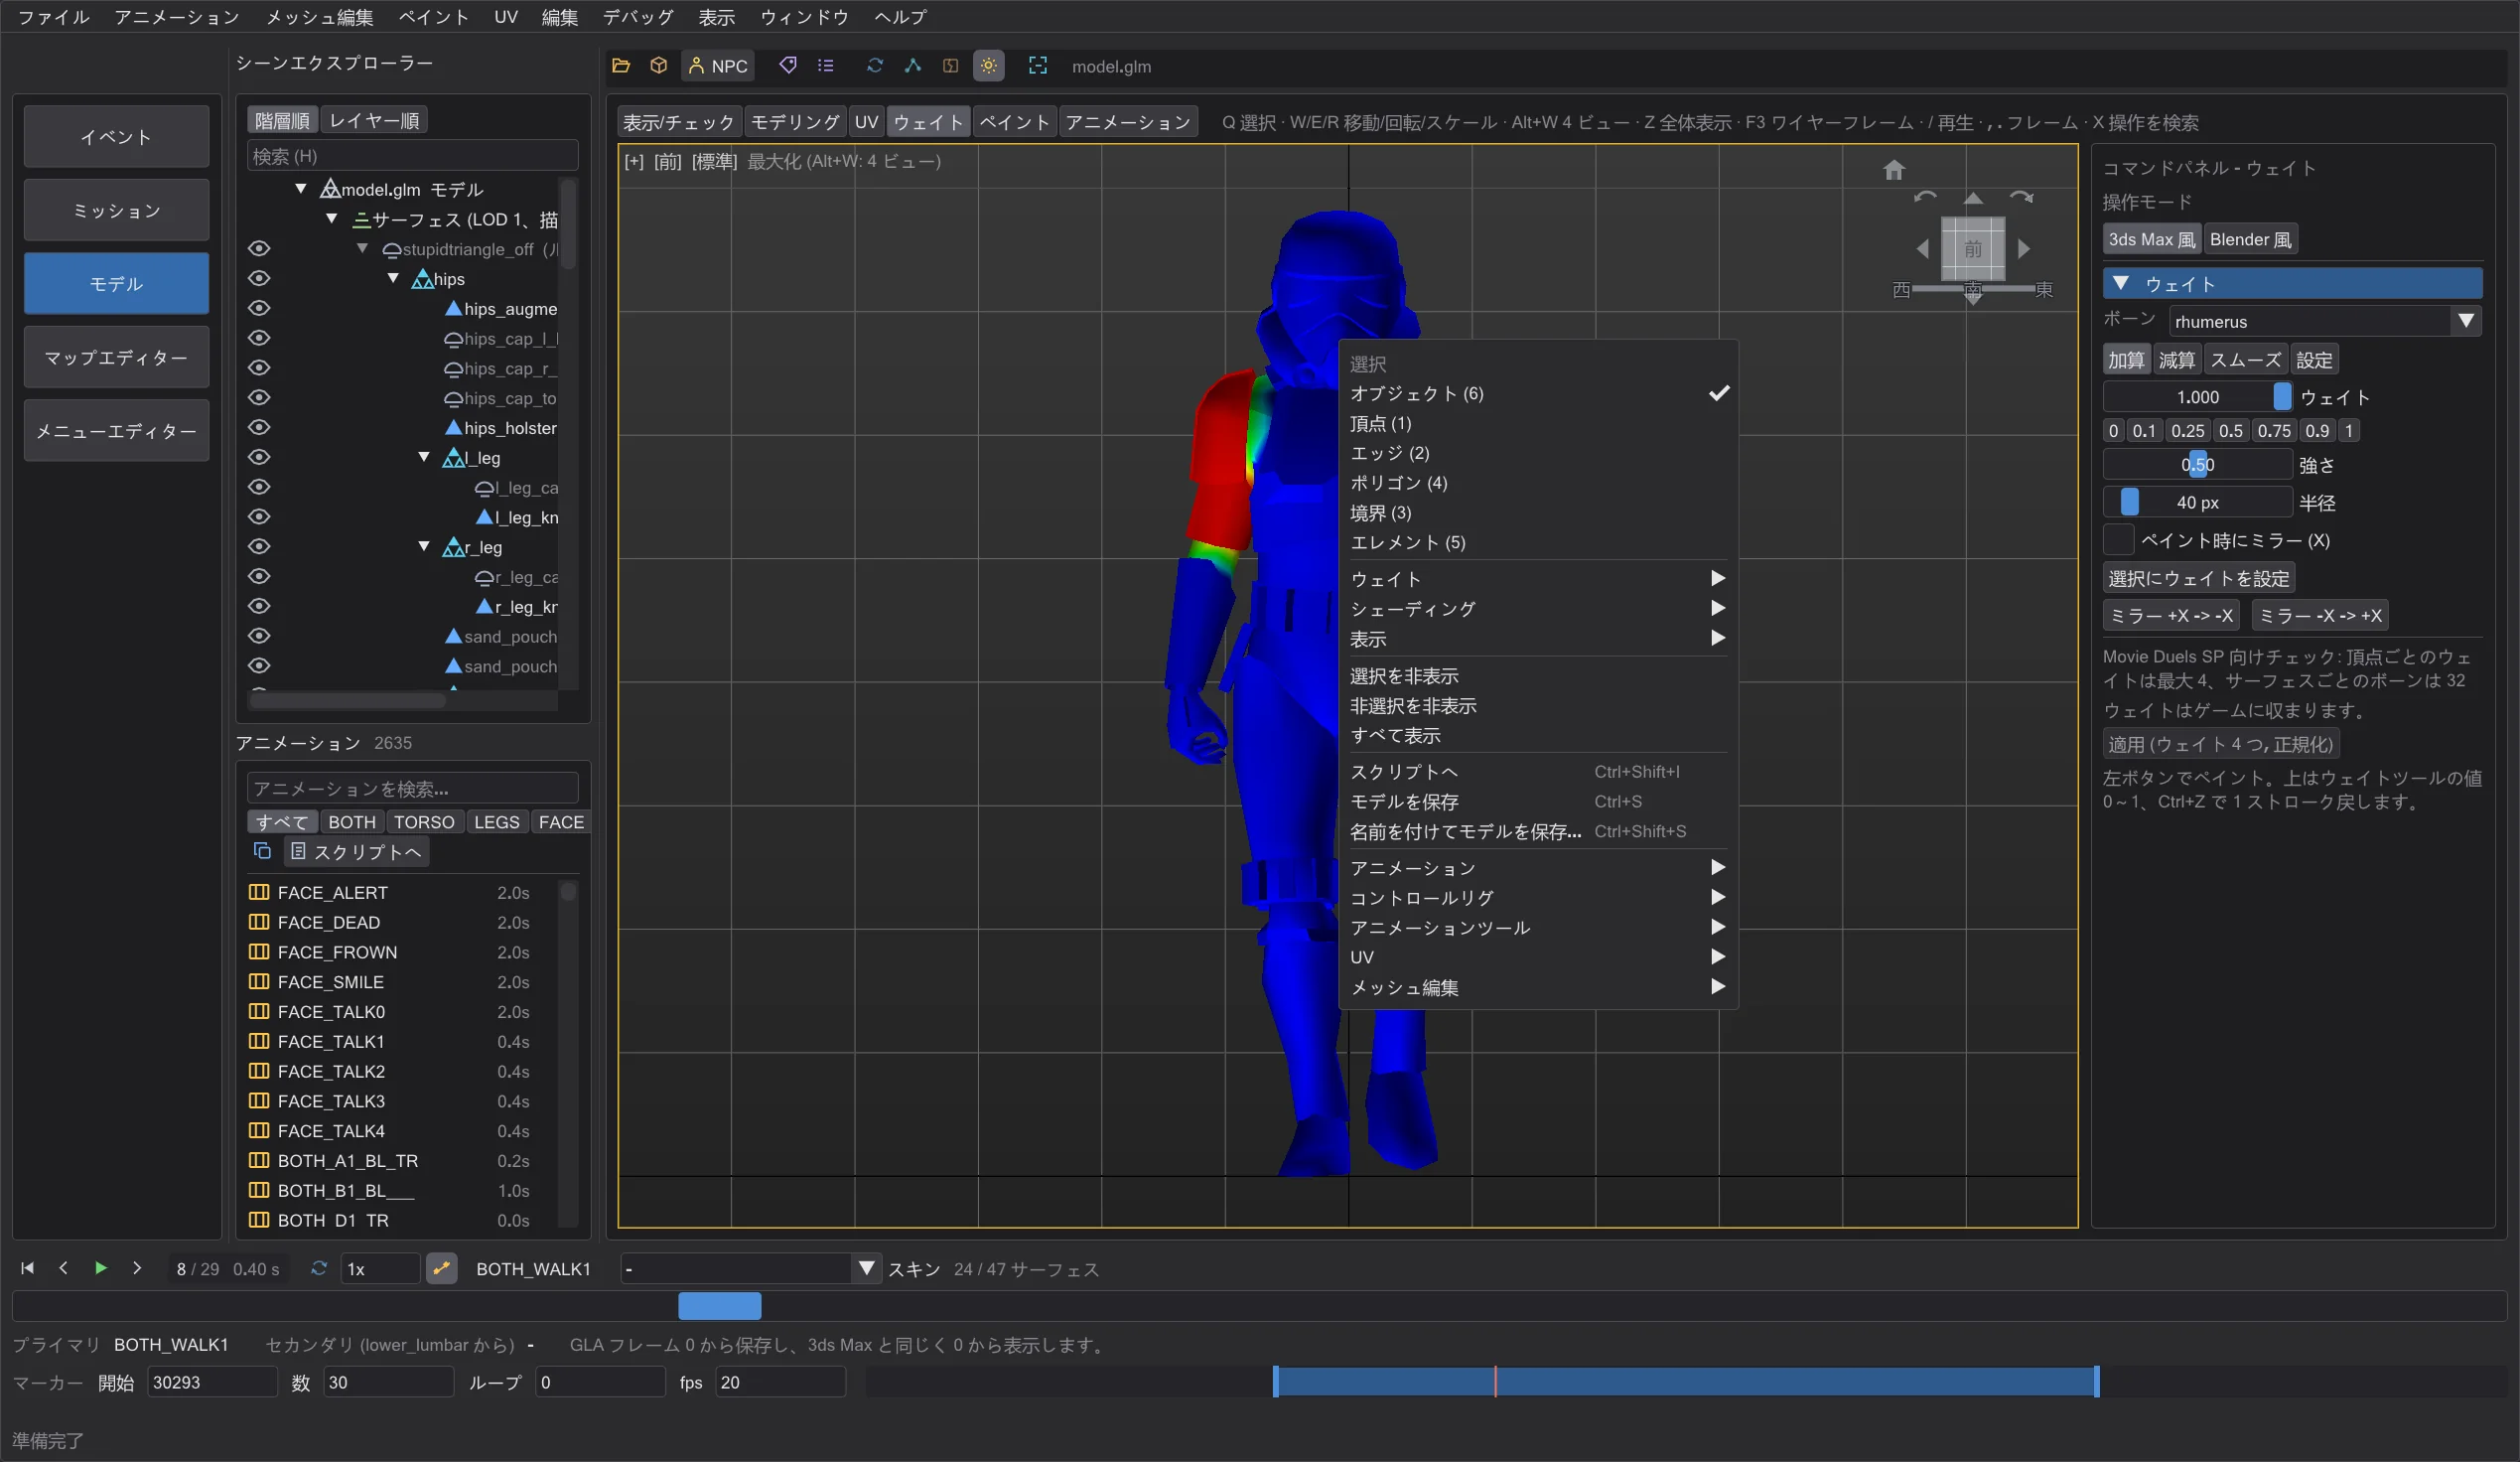 ファイル アニメーション メッシュ編集 ペイント UV 編集 デバッグ 表示 ウィンドウ ヘルプ
イベント
ミッション
モデル
マップエディター
メニューエディター
シーンエクスプローラー
階層順 レイヤー順
検索 (H)
model.glm モデル
サーフェス (LOD 1、描
stupidtriangle_off
hips
hips_augme
hips_cap_l_l
hips_cap_r_
hips_cap_to
hips_holster
l_leg
l_leg_ca
l_leg_kn
r_leg
r_leg_ca
r_leg_kn
sand_pouch
sand_pouch
アニメーション 2635
アニメーションを検索...
すべて BOTH TORSO LEGS FACE
スクリプトへ
FACE_ALERT 2.0s
FACE_DEAD 2.0s
FACE_FROWN 2.0s
FACE_SMILE 2.0s
FACE_TALK0 2.0s
FACE_TALK1 0.4s
FACE_TALK2 0.4s
FACE_TALK3 0.4s
FACE_TALK4 0.4s
BOTH_A1_BL_TR 0.2s
BOTH_B1_BL___ 1.0s
BOTH_D1_TR 0.0s
NPC model.glm
表示/チェック モデリング UV ウェイト ペイント アニメーション Q 選択 · W/E/R 移動/回転/スケール · Alt+W 4 ビュー · Z 全体表示 · F3 ワイヤーフレーム · / 再生 · ,. フレーム · X 操作を検索
[+] [前] [標準] 最大化 (Alt+W: 4 ビュー)
前
西 南 東
選択
オブジェクト (6)
頂点 (1)
エッジ (2)
ポリゴン (4)
境界 (3)
エレメント (5)
ウェイト
シェーディング
表示
選択を非表示
非選択を非表示
すべて表示
スクリプトへ Ctrl+Shift+I
モデルを保存 Ctrl+S
名前を付けてモデルを保存... Ctrl+Shift+S
アニメーション
コントロールリグ
アニメーションツール
UV
メッシュ編集
コマンドパネル - ウェイト
操作モード
3ds Max 風 Blender 風
ウェイト
ボーン rhumerus
加算 減算 スムーズ 設定
1.000 ウェイト
0 0.1 0.25 0.5 0.75 0.9 1
0.50 強さ
40 px 半径
ペイント時にミラー (X)
選択にウェイトを設定
ミラー +X -> -X ミラー -X -> +X
Movie Duels SP 向けチェック: 頂点ごとのウェ
イトは最大 4、サーフェスごとのボーンは 32
ウェイトはゲームに収まります。
適用 (ウェイト 4 つ, 正規化)
左ボタンでペイント。上はウェイトツールの値
0～1、Ctrl+Z で 1 ストローク戻します。
8 / 29 0.40 s 1x BOTH_WALK1 - スキン 24 / 47 サーフェス
プライマリ BOTH_WALK1 セカンダリ (lower_lumbar から) - GLA フレーム 0 から保存し、3ds Max と同じく 0 から表示します。
マーカー 開始 30293 数 30 ループ 0 fps 20
準備完了